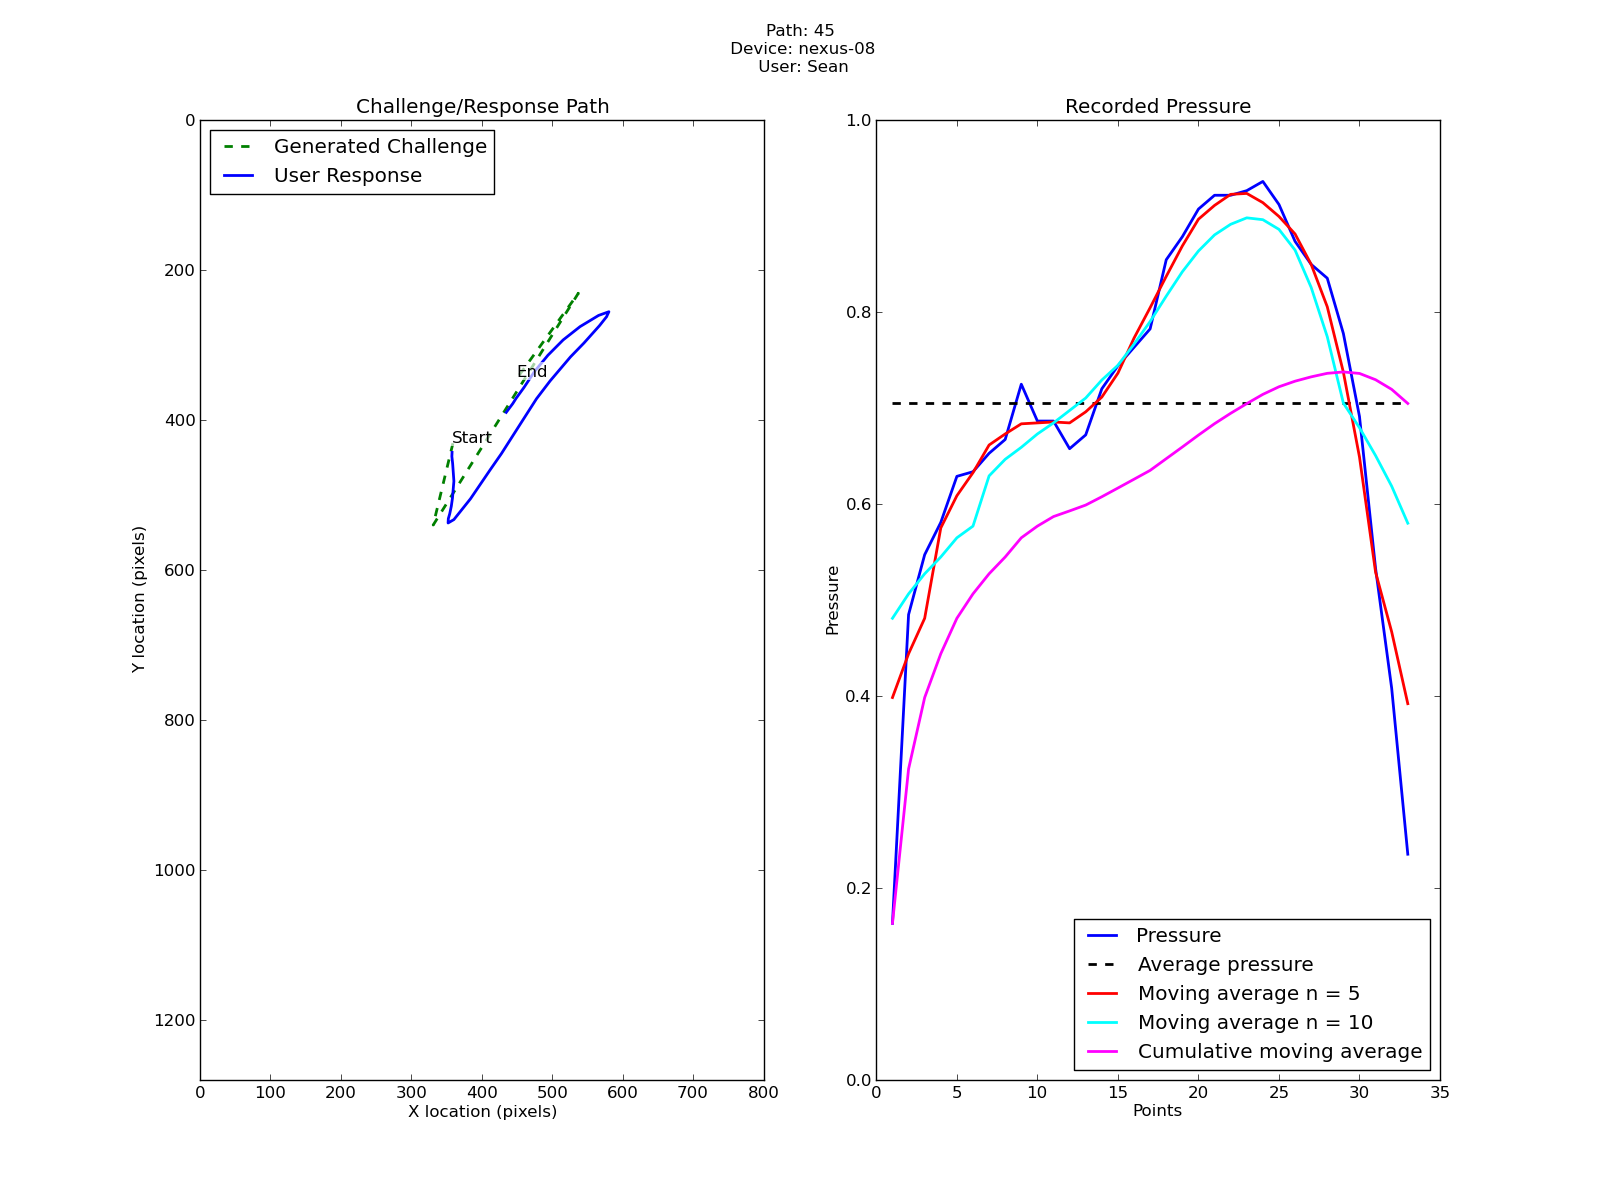 Path: 45
Device: nexus-08
User: Sean
Challenge/Response Path
Generated Challenge
User Response
End
Start
0
200
400
600
800
1000
1200
Y location (pixels)
0 100 200 300 400 500 600 700 800
X location (pixels)
Recorded Pressure
1.0
0.8
0.6
0.4
0.2
0.0
Pressure
Pressure
Average pressure
Moving average n = 5
Moving average n = 10
Cumulative moving average
0 5 10 15 20 25 30 35
Points